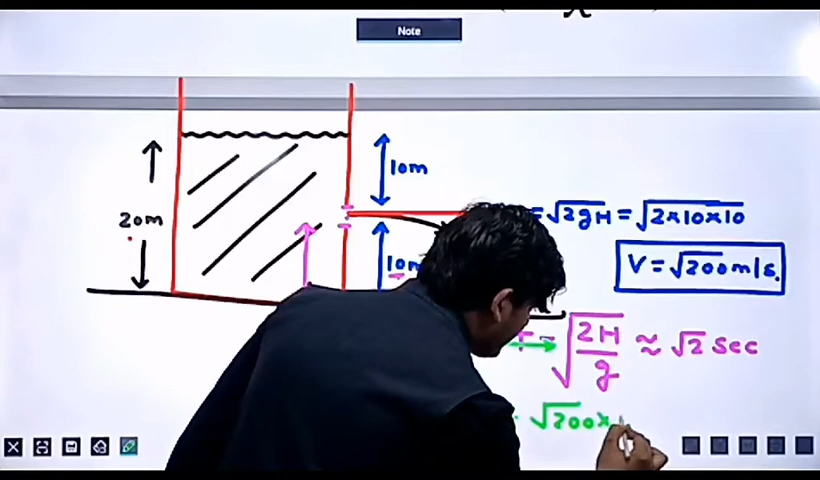 Note
10m
20m
= √2gH = √2×10×10
10m
V = √200 m/s.
T = √2H/g ≈ √2 sec
√200×